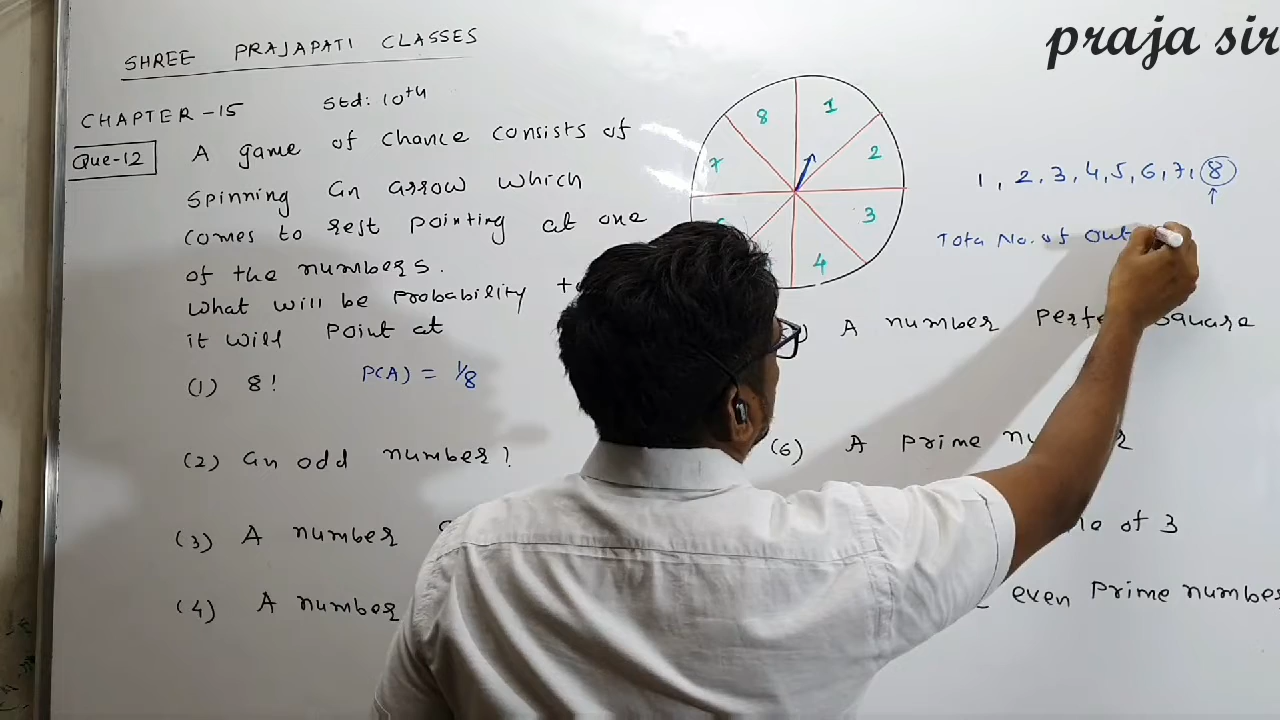 praja sir
SHREE PRAJAPATI CLASSES
CHAPTER -15 Std: 10th
Que-12 A game of chance consists of
spinning an arrow which
comes to rest pointing at one
of the numbers.
what will be probability
it will point at
(1) 8! P(A) = 1/8
(2) an odd number?
(3) A number
(4) A number
8 1
7 2
3
4
1, 2, 3, 4, 5, 6, 7, 8
Tota No. of out
A number Square
(6) A prime
of 3
even prime number